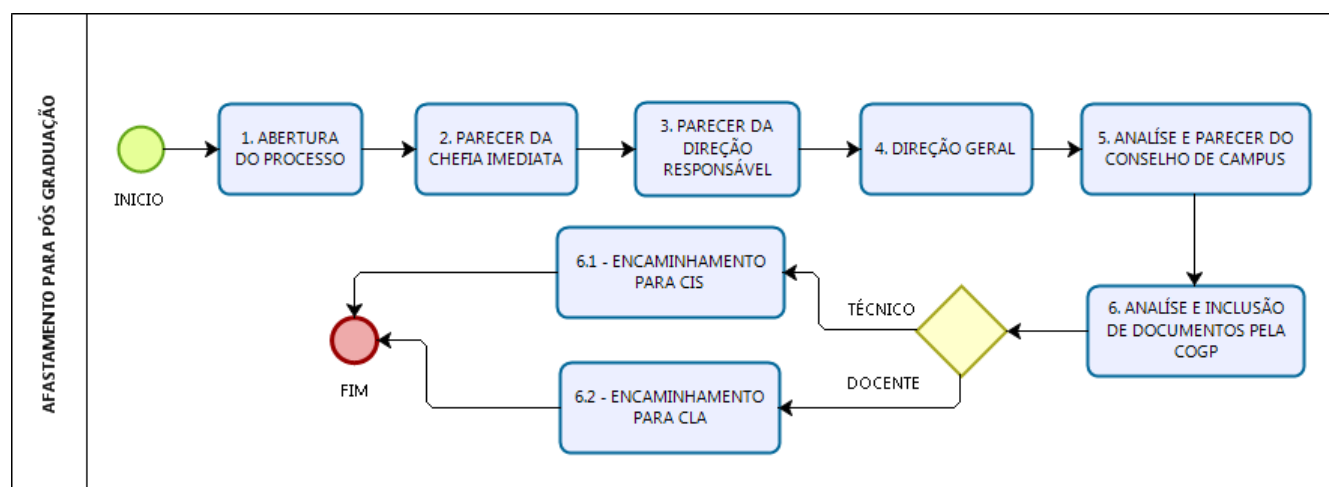 AFASTAMENTO PARA PÓS GRADUAÇÃO
INICIO
1. ABERTURA
DO PROCESSO
2. PARECER DA
CHEFIA IMEDIATA
3. PARECER DA
DIREÇÃO
RESPONSÁVEL
4. DIREÇÃO GERAL
5. ANALÍSE E PARECER DO
CONSELHO DE CAMPUS
6. ANALÍSE E INCLUSÃO
DE DOCUMENTOS PELA
COGP
TÉCNICO
6.1 - ENCAMINHAMENTO
PARA CIS
DOCENTE
6.2 - ENCAMINHAMENTO
PARA CLA
FIM